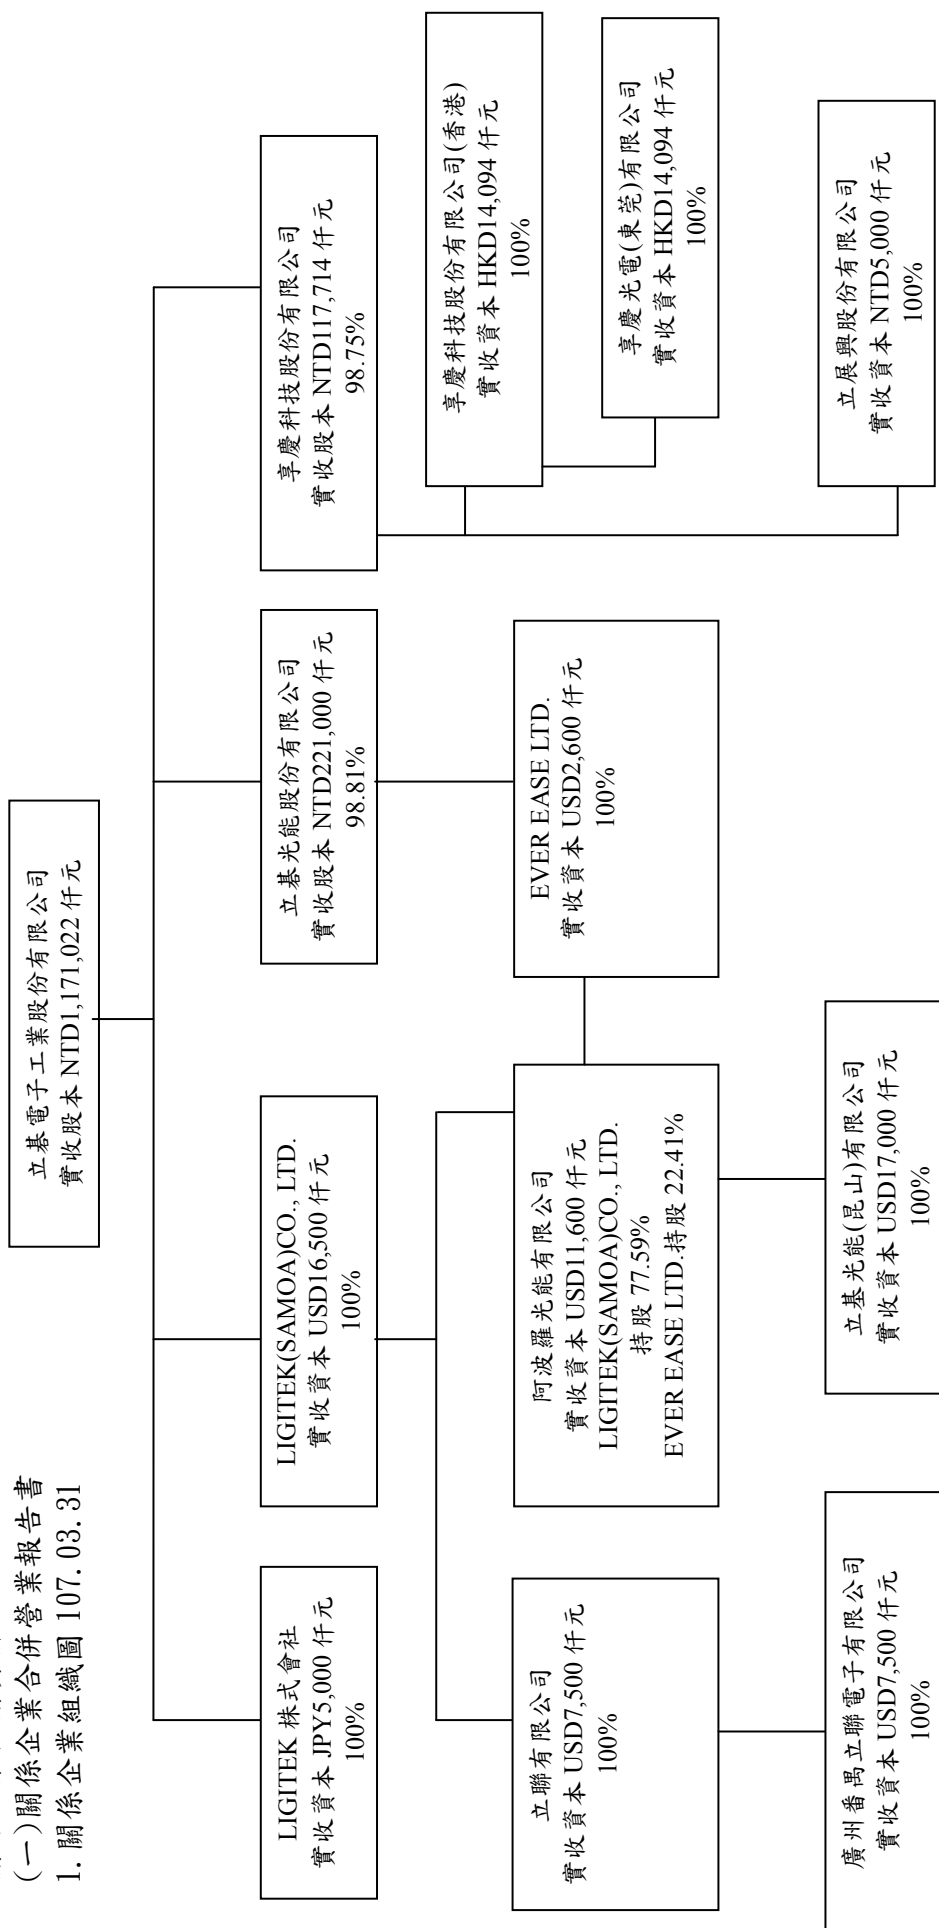 (一)關係企業合併營業報告書
1. 關係企業組織圖 107.03.31
立碁電子工業股份有限公司
實收股本 NTD1,171,022 仟元
LIGITEK 株式會社
實收資本 JPY5,000 仟元
100%
LIGITEK(SAMOA)CO., LTD.
實收資本 USD16,500 仟元
100%
立碁光能股份有限公司
實收股本 NTD221,000 仟元
98.81%
享慶科技股份有限公司
實收股本 NTD117,714 仟元
98.75%
立聯有限公司
實收資本 USD7,500 仟元
100%
阿波羅光能有限公司
實收資本 USD11,600 仟元
LIGITEK(SAMOA)CO., LTD.
持股 77.59%
EVER EASE LTD.持股 22.41%
EVER EASE LTD.
實收資本 USD2,600 仟元
100%
享慶科技股份有限公司(香港)
實收資本 HKD14,094 仟元
100%
享慶光電(東莞)有限公司
實收資本 HKD14,094 仟元
100%
廣州番禺立聯電子有限公司
實收資本 USD7,500 仟元
100%
立基光能(昆山)有限公司
實收資本 USD17,000 仟元
100%
立展興股份有限公司
實收資本 NTD5,000 仟元
100%